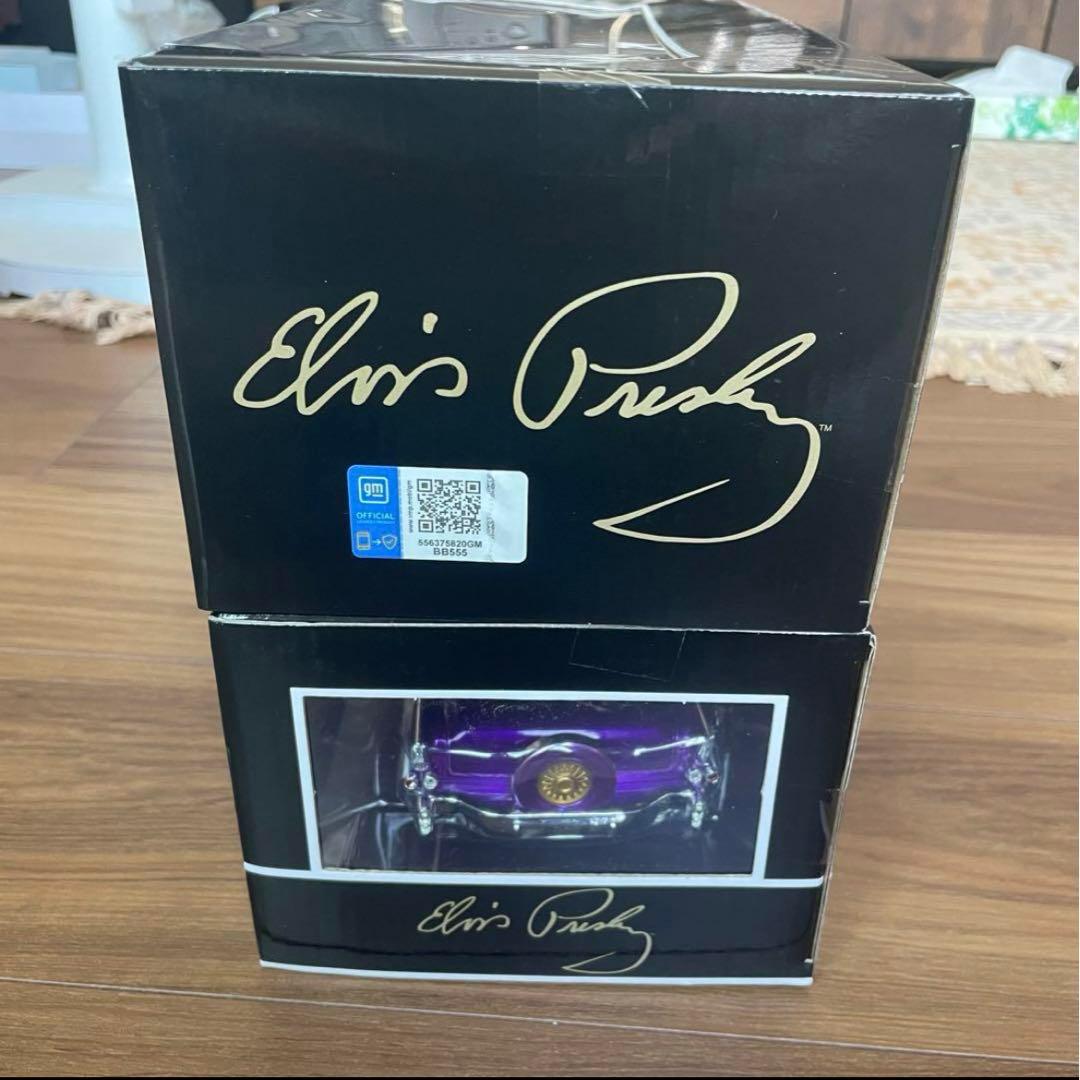 Elvis Presley™
gm
OFFICIAL
556375820GM
BB555
Elvis Presley